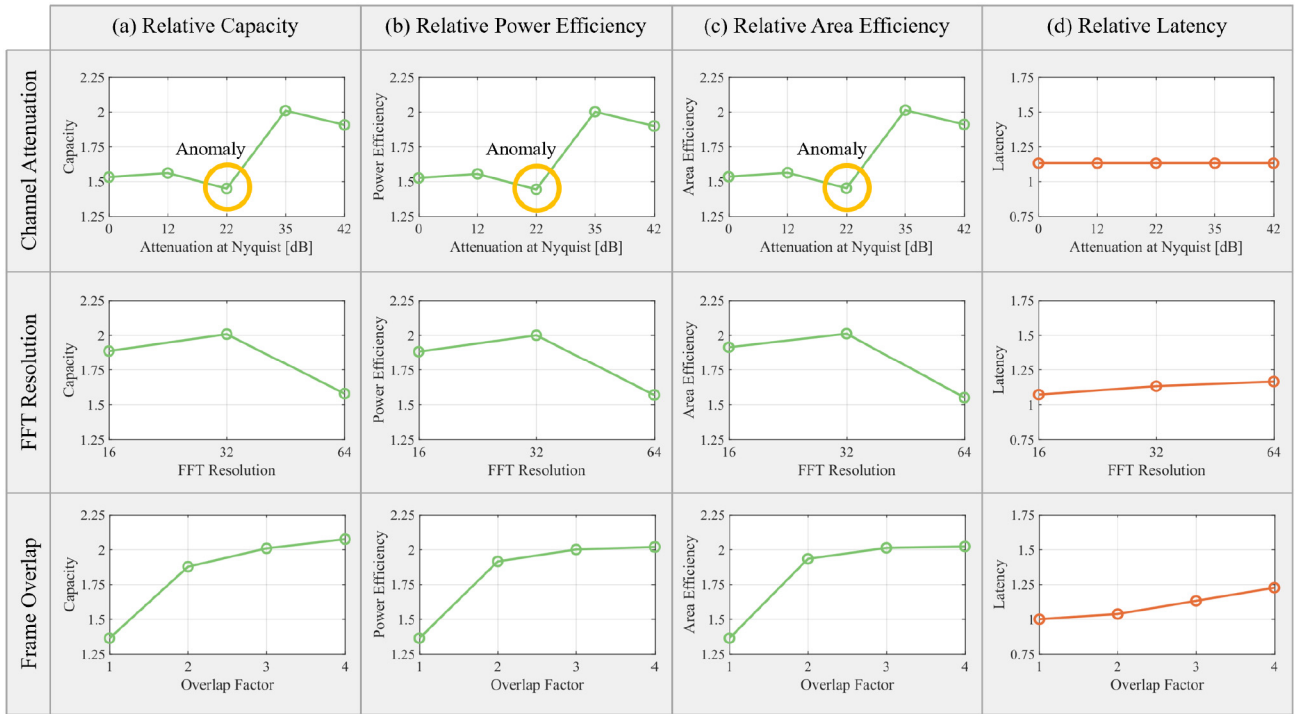 (a) Relative Capacity
(b) Relative Power Efficiency
(c) Relative Area Efficiency
(d) Relative Latency
Channel Attenuation
2.25
2
1.75
1.5
1.25
Capacity
Anomaly
0 12 22 35 42
Attenuation at Nyquist [dB]
2.25
2
1.75
1.5
1.25
Power Efficiency
Anomaly
0 12 22 35 42
Attenuation at Nyquist [dB]
2.25
2
1.75
1.5
1.25
Area Efficiency
Anomaly
0 12 22 35 42
Attenuation at Nyquist [dB]
1.75
1.5
1.25
1
0.75
Latency
0 12 22 35 42
Attenuation at Nyquist [dB]
FFT Resolution
2.25
2
1.75
1.5
1.25
Capacity
16 32 64
FFT Resolution
2.25
2
1.75
1.5
1.25
Power Efficiency
16 32 64
FFT Resolution
2.25
2
1.75
1.5
1.25
Area Efficiency
16 32 64
FFT Resolution
1.75
1.5
1.25
1
0.75
Latency
16 32 64
FFT Resolution
Frame Overlap
2.25
2
1.75
1.5
1.25
Capacity
1 2 3 4
Overlap Factor
2.25
2
1.75
1.5
1.25
Power Efficiency
1 2 3 4
Overlap Factor
2.25
2
1.75
1.5
1.25
Area Efficiency
1 2 3 4
Overlap Factor
1.75
1.5
1.25
1
0.75
Latency
1 2 3 4
Overlap Factor